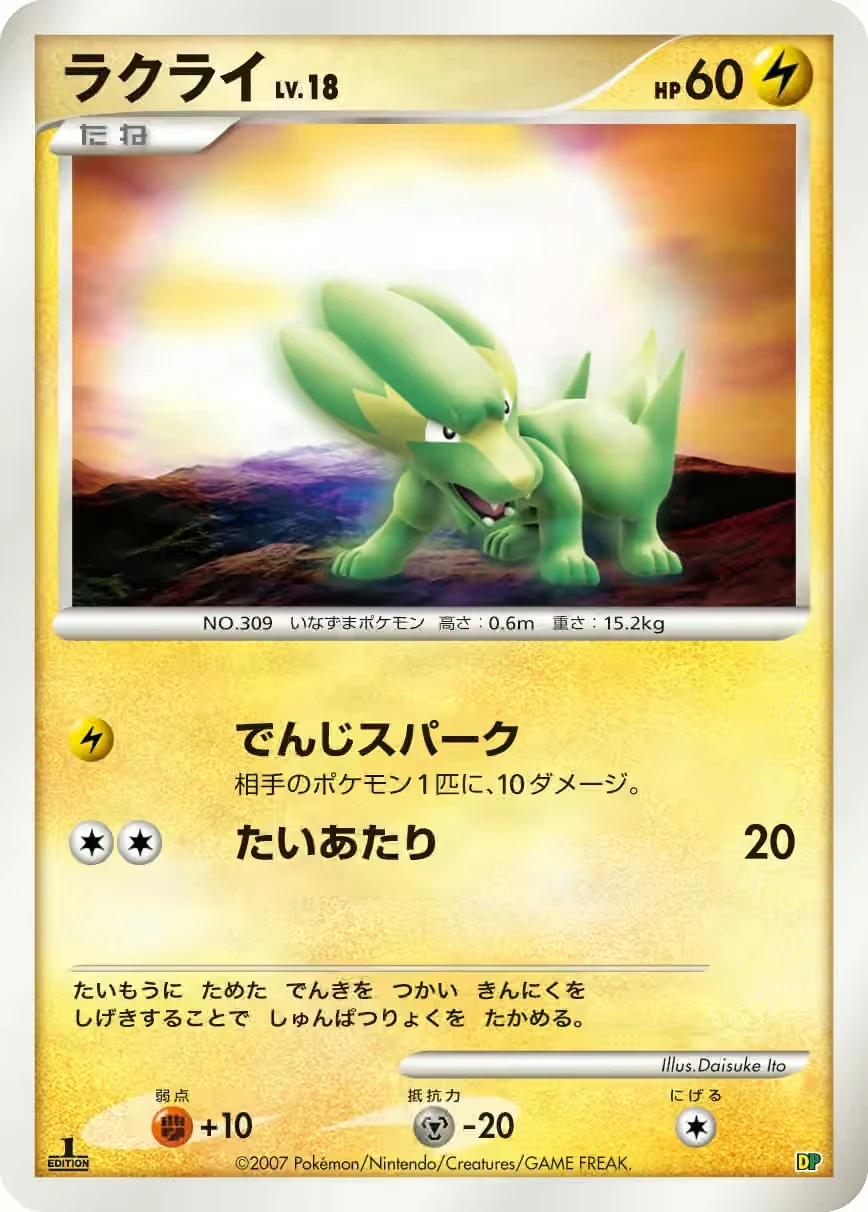 ラクライ LV.18 HP 60
たね
NO.309 いなずまポケモン 高さ：0.6m 重さ：15.2kg
でんじスパーク
相手のポケモン1匹に、10ダメージ。
たいあたり 20
たいもうに ためた でんきを つかい きんにくを
しげきすることで しゅんぱつりょくを たかめる。
Illus.Daisuke Ito
弱点 抵抗力 にげる
+10 -20
1 EDITION
©2007 Pokémon/Nintendo/Creatures/GAME FREAK.
DP